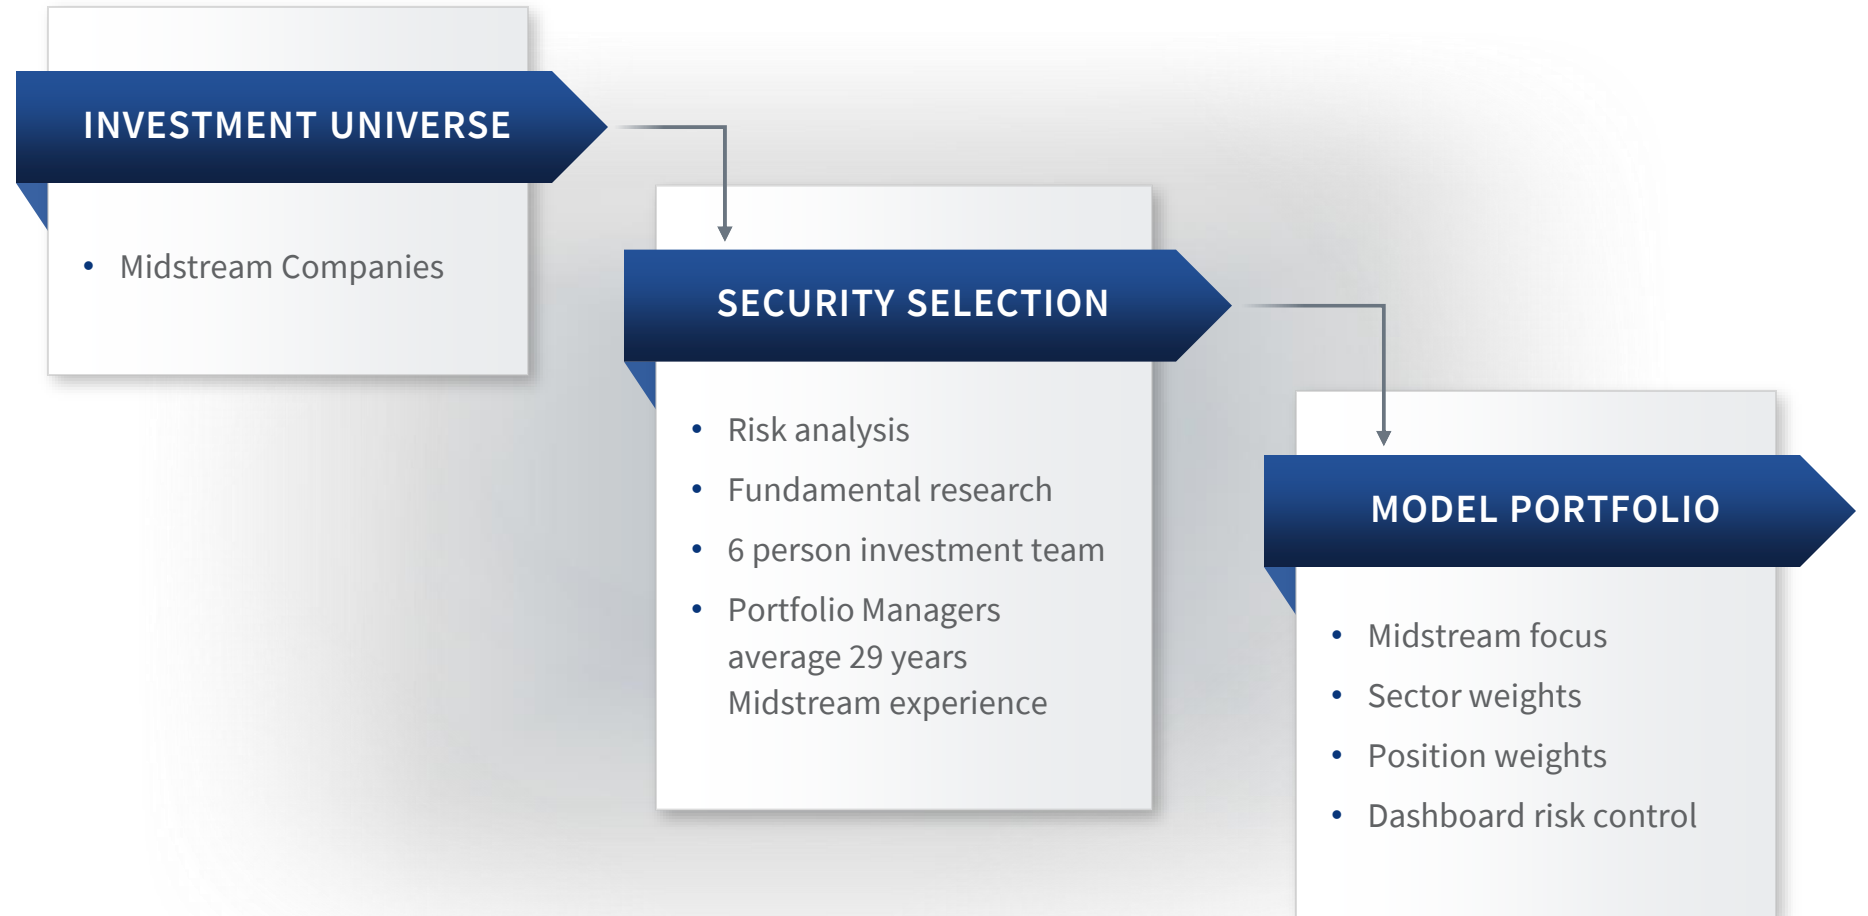 INVESTMENT UNIVERSE
• Midstream Companies
SECURITY SELECTION
• Risk analysis
• Fundamental research
• 6 person investment team
• Portfolio Managers
average 29 years
Midstream experience
MODEL PORTFOLIO
• Midstream focus
• Sector weights
• Position weights
• Dashboard risk control